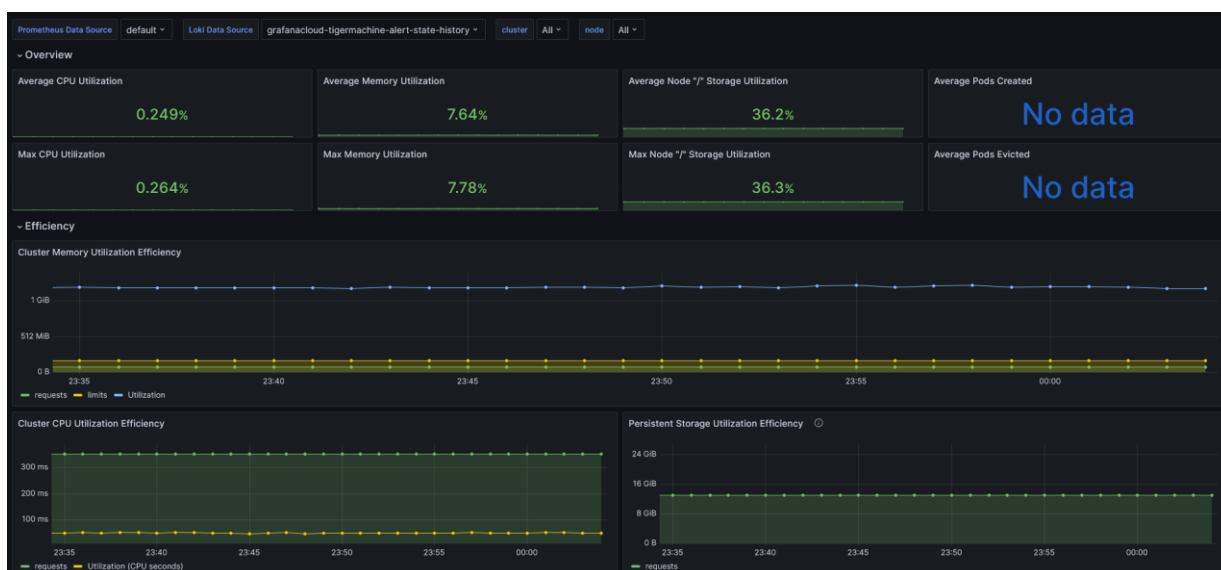 Prometheus Data Source default Loki Data Source grafanacloud-tigermachine-alert-state-history cluster All node All
Overview
Average CPU Utilization
0.249%
Average Memory Utilization
7.64%
Average Node "/" Storage Utilization
36.2%
Average Pods Created
No data
Max CPU Utilization
0.264%
Max Memory Utilization
7.78%
Max Node "/" Storage Utilization
36.3%
Average Pods Evicted
No data
Efficiency
Cluster Memory Utilization Efficiency
1 GiB
512 MiB
0 B
23:35 23:40 23:45 23:50 23:55 00:00
requests limits Utilization
Cluster CPU Utilization Efficiency
300 ms
200 ms
100 ms
23:35 23:40 23:45 23:50 23:55 00:00
requests Utilization (CPU seconds)
Persistent Storage Utilization Efficiency
24 GiB
16 GiB
8 GiB
0 B
23:35 23:40 23:45 23:50 23:55 00:00
requests